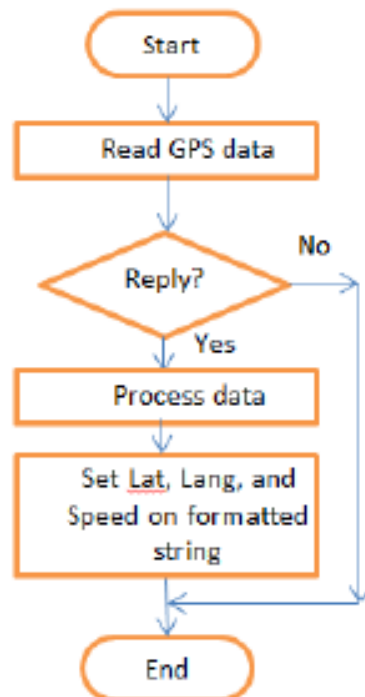 Start
Read GPS data
Reply?
No
Yes
Process data
Set Lat, Lang, and
Speed on formatted
string
End